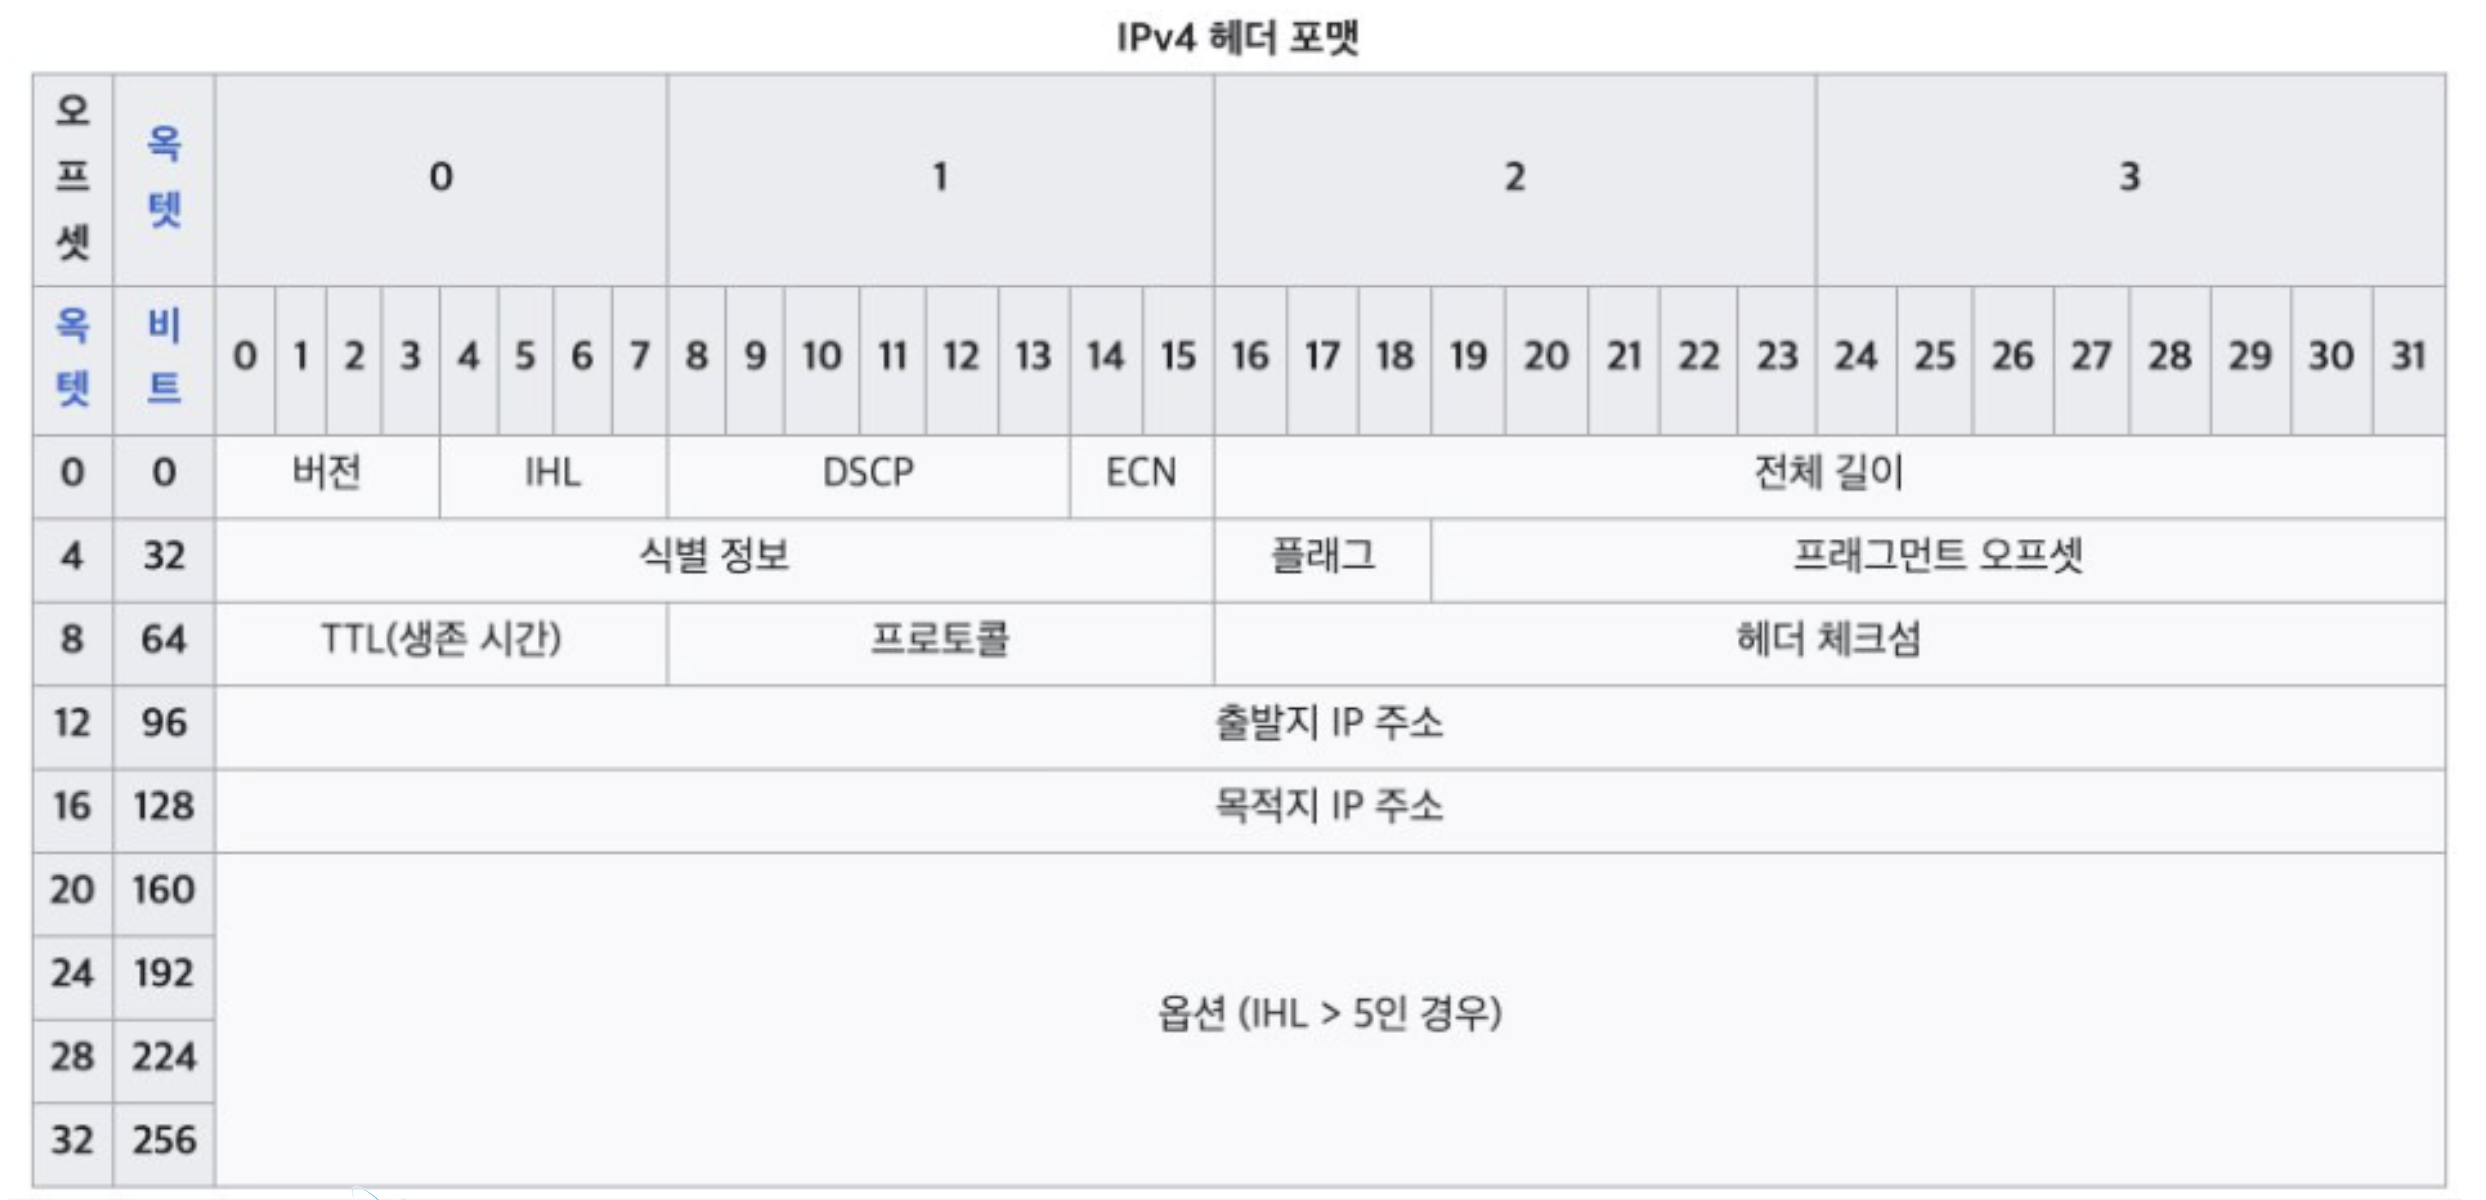 IPv4 헤더 포맷
오프셋 옥텟 0 1 2 3
옥텟 비트 0 1 2 3 4 5 6 7 8 9 10 11 12 13 14 15 16 17 18 19 20 21 22 23 24 25 26 27 28 29 30 31
0 0 버전 IHL DSCP ECN 전체 길이
4 32 식별 정보 플래그 프래그먼트 오프셋
8 64 TTL(생존 시간) 프로토콜 헤더 체크섬
12 96 출발지 IP 주소
16 128 목적지 IP 주소
20 160
24 192
옵션 (IHL > 5인 경우)
28 224
32 256